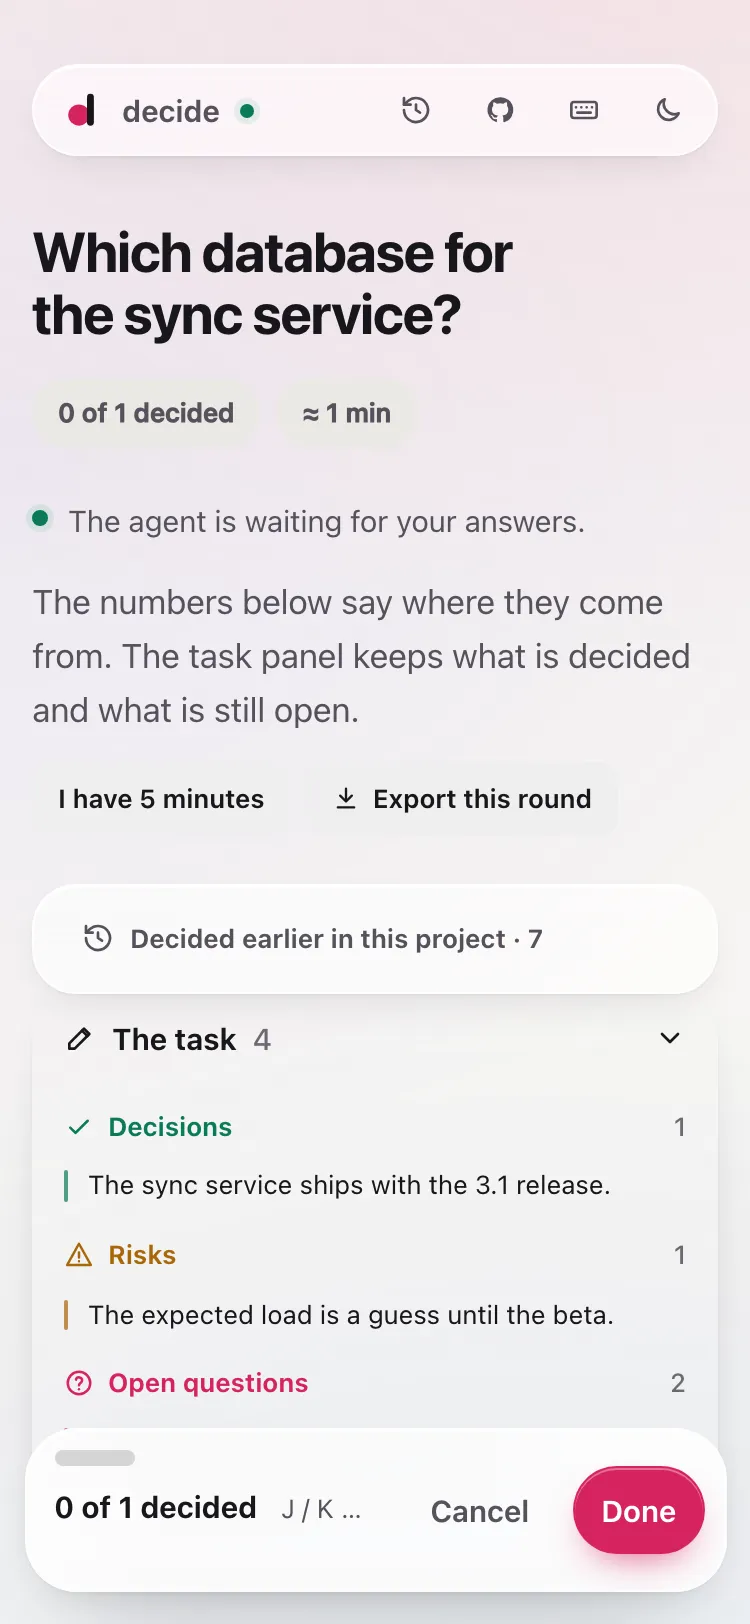 decide
Which database for
the sync service?
0 of 1 decided
≈ 1 min
The agent is waiting for your answers.
The numbers below say where they come
from. The task panel keeps what is decided
and what is still open.
I have 5 minutes
Export this round
Decided earlier in this project · 7
The task 4
Decisions 1
The sync service ships with the 3.1 release.
Risks 1
The expected load is a guess until the beta.
Open questions 2
0 of 1 decided J / K ... Cancel Done